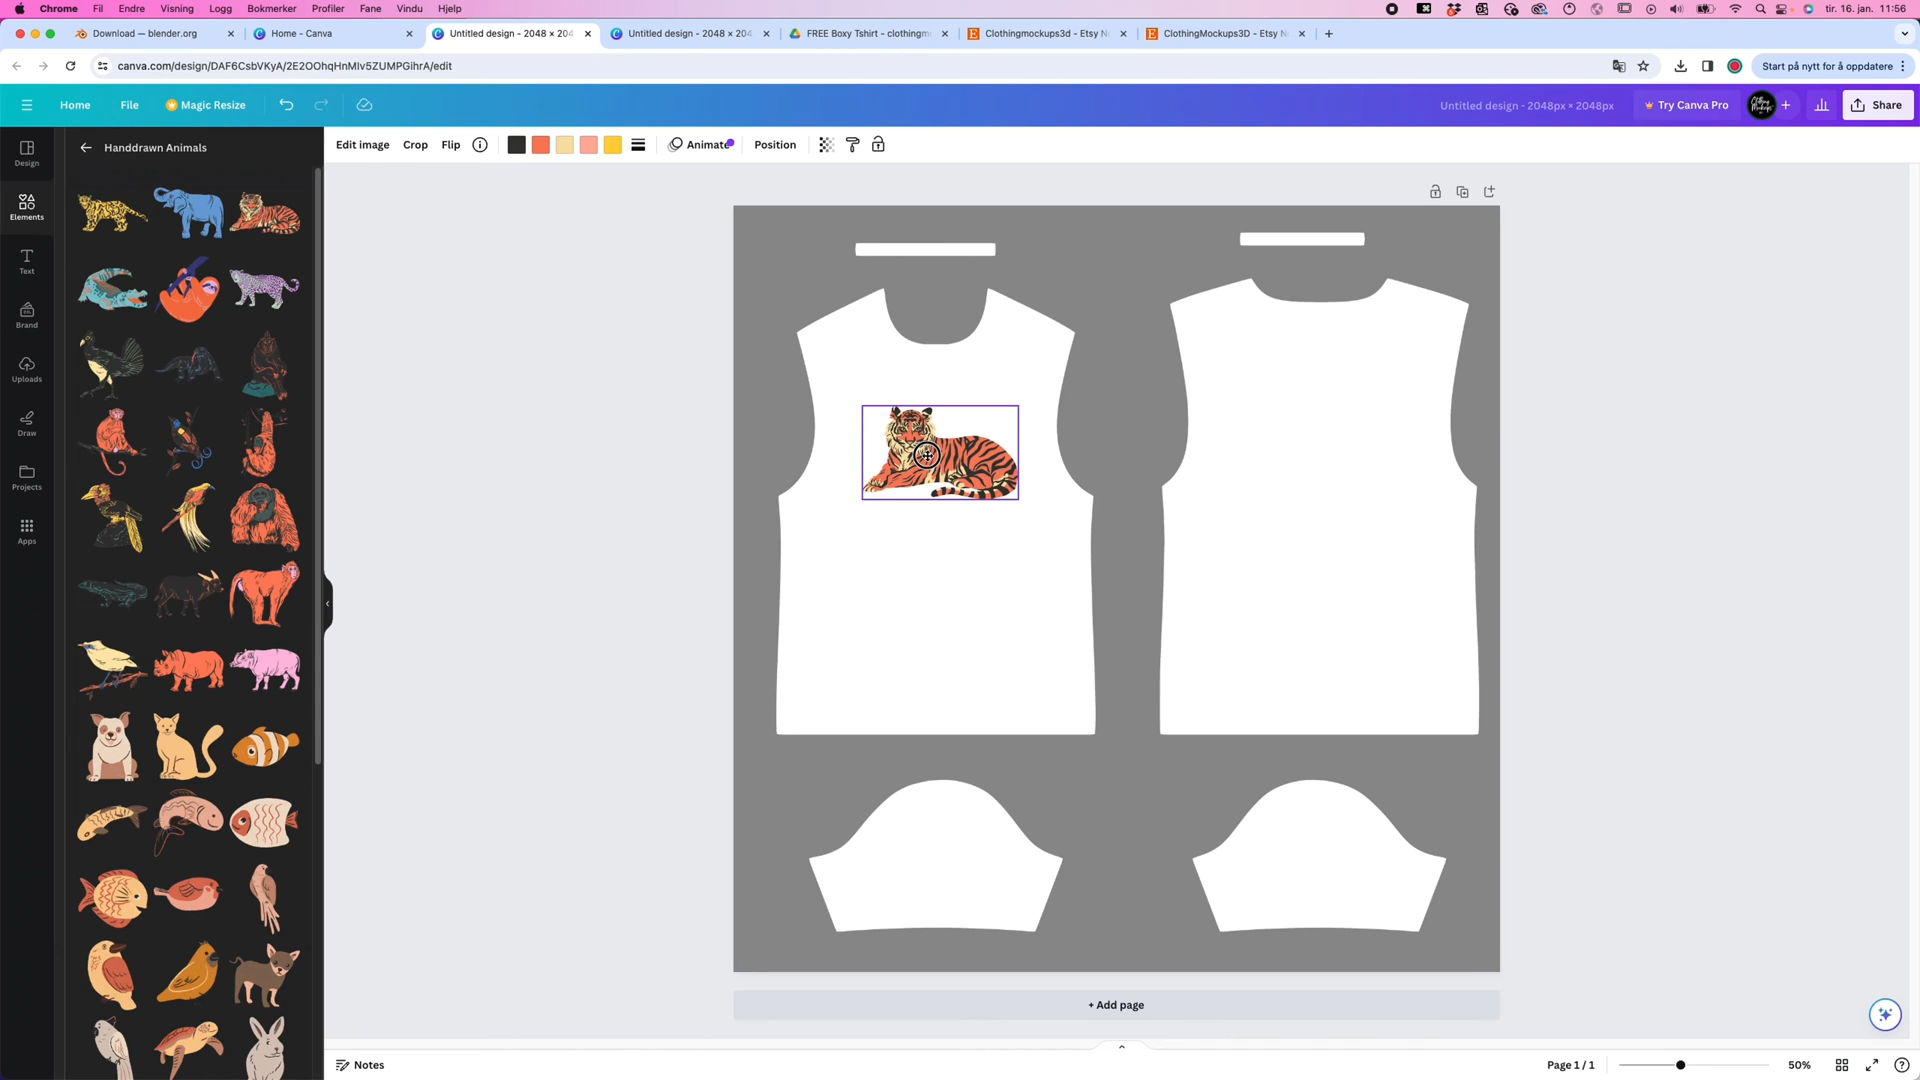 Chrome Fil Endre Visning Logg Bokmerker Profiler Fane Vindu Hjelp tir. 16. jan. 11:56
Download — blender.org Home - Canva Untitled design - 2048 × 204 Untitled design - 2048 × 204 FREE Boxy Tshirt - clothingm Clothingmockups3d - Etsy N ClothingMockups3D - Etsy N
canva.com/design/DAF6CsbVKyA/2E2OOhqHnMIv5ZUMPGihrA/edit Start på nytt for å oppdatere
Home File Magic Resize Untitled design - 2048px × 2048px Try Canva Pro Share
Design
Elements
Text
Brand
Uploads
Draw
Projects
Apps
Handdrawn Animals
Edit image Crop Flip Animate Position
+ Add page
Notes Page 1 / 1 50%